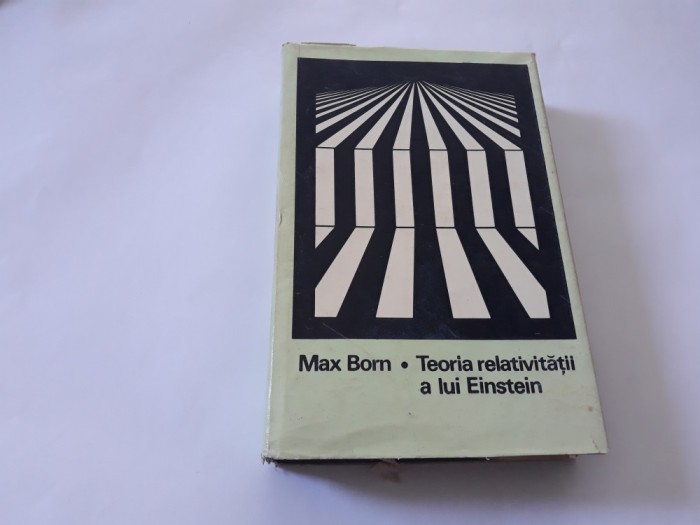 Max Born • Teoria relativității
a lui Einstein